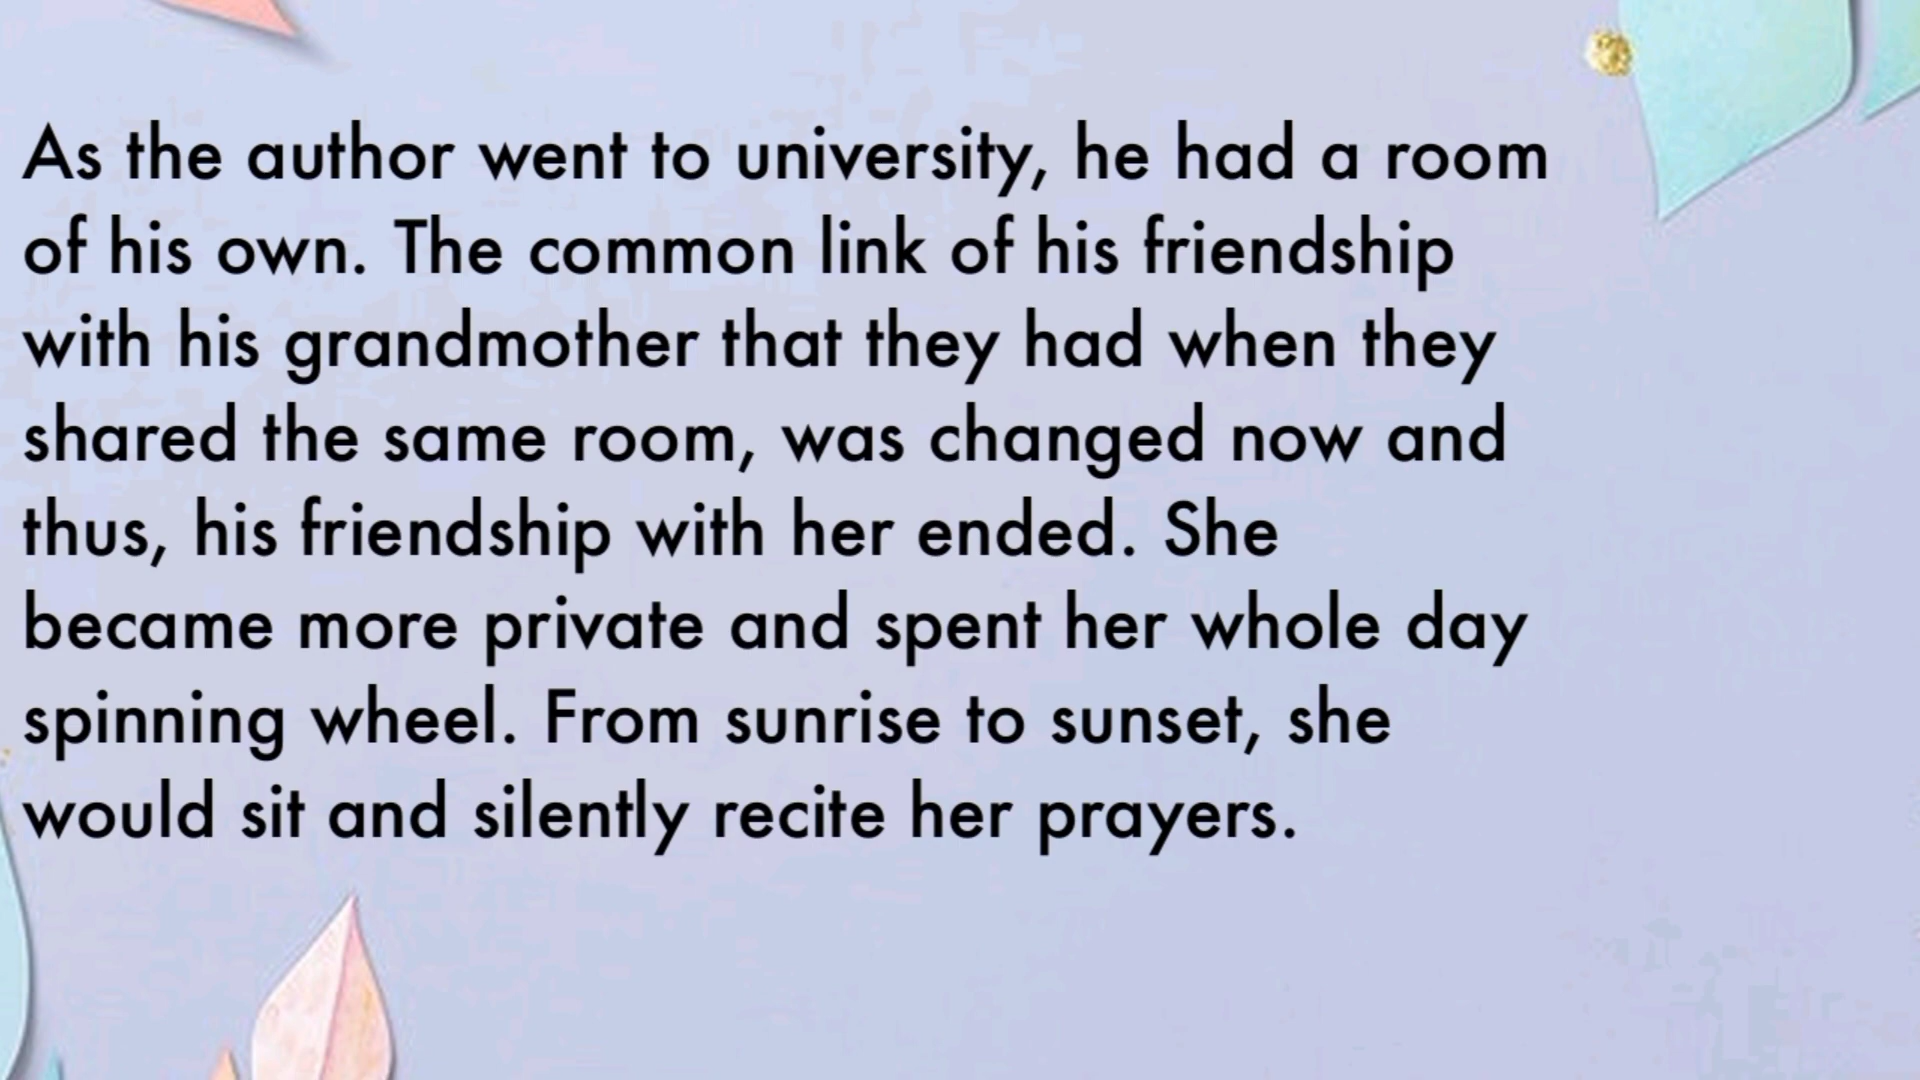 As the author went to university, he had a room
of his own. The common link of his friendship
with his grandmother that they had when they
shared the same room, was changed now and
thus, his friendship with her ended. She
became more private and spent her whole day
spinning wheel. From sunrise to sunset, she
would sit and silently recite her prayers.